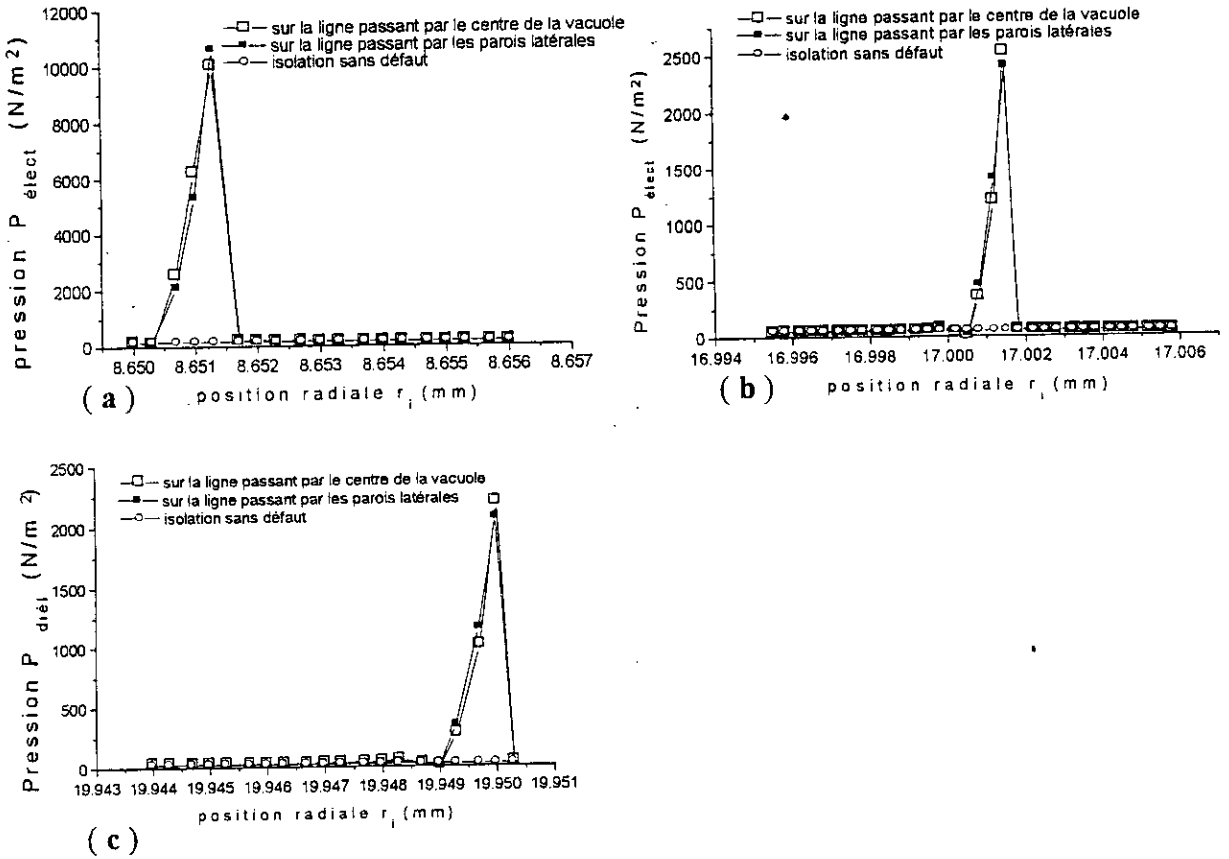 sur la ligne passant par le centre de la vacuole
sur la ligne passant par les parois latérales
isolation sans défaut
pression P élect (N/m²)
12000
10000
8000
6000
4000
2000
0
8.650 8.651 8.652 8.653 8.654 8.655 8.656 8.657
position radiale r i (mm)
(a)
sur la ligne passant par le centre de la vacuole
sur la ligne passant par les parois latérales
isolation sans défaut
Pression P élect (N/m²)
2500
2000
1500
1000
500
0
16.994 16.996 16.998 17.000 17.002 17.004 17.006
position radiale r i (mm)
(b)
sur la ligne passant par le centre de la vacuole
sur la ligne passant par les parois latérales
isolation sans défaut
Pression P diél (N/m²)
2500
2000
1500
1000
500
0
19.943 19.944 19.945 19.946 19.947 19.948 19.949 19.950 19.951
position radiale r i (mm)
(c)